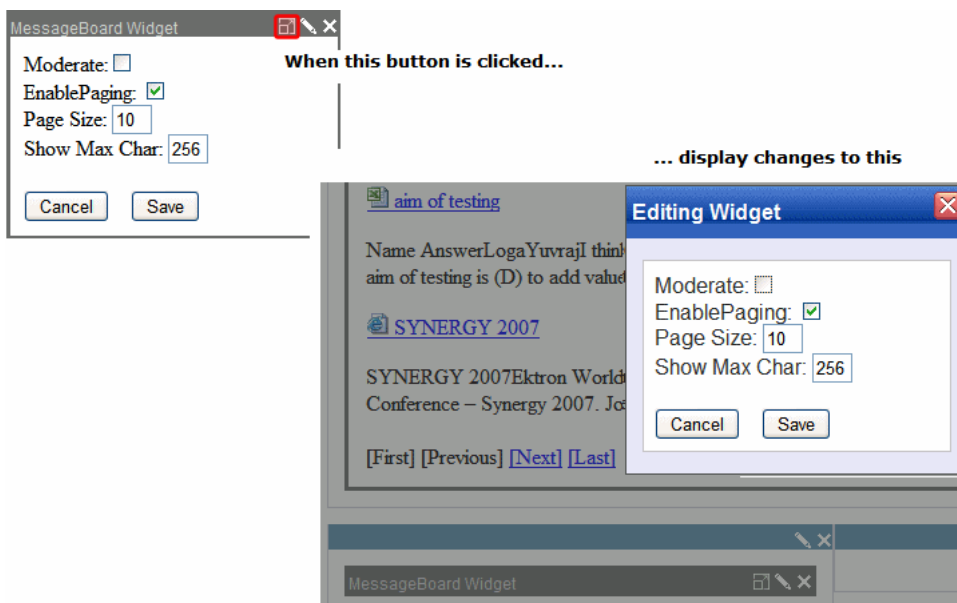 MessageBoard Widget
When this button is clicked...
Moderate:
EnablePaging:
Page Size: 10
Show Max Char: 256
Cancel Save
... display changes to this
aim of testing
Name AnswerLogaYuvrajI think
aim of testing is (D) to add value
SYNERGY 2007
SYNERGY 2007Ektron World
Conference – Synergy 2007. Jo
[First] [Previous] [Next] [Last]
Editing Widget
Moderate:
EnablePaging:
Page Size: 10
Show Max Char: 256
Cancel Save
MessageBoard Widget